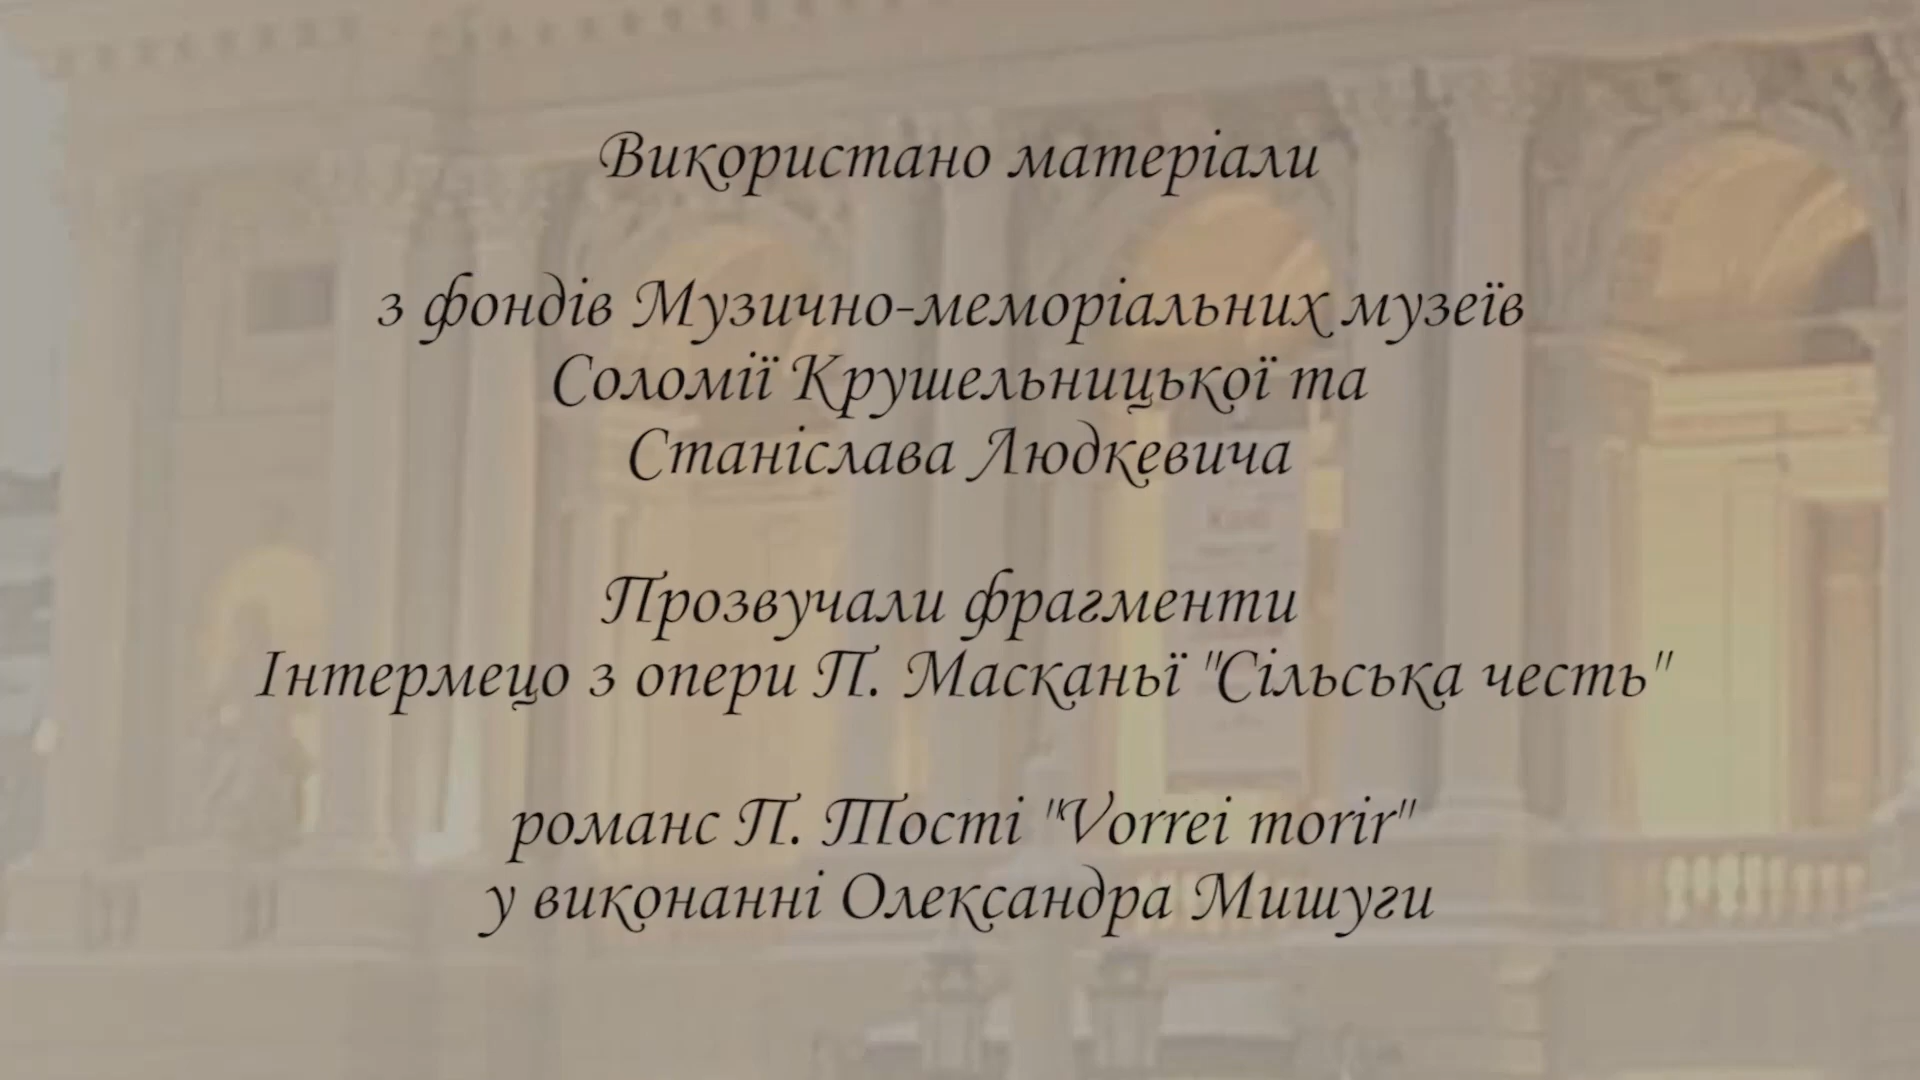 Використано матеріали
з фондів Музично-меморіальних музеїв
Соломії Крушельницької та
Станіслава Людкевича
Прозвучали фрагменти
Інтермецо з опери П. Масканьї "Сільська честь"
романс П. Тості "Vorrei morir"
у виконанні Олександра Мишуги